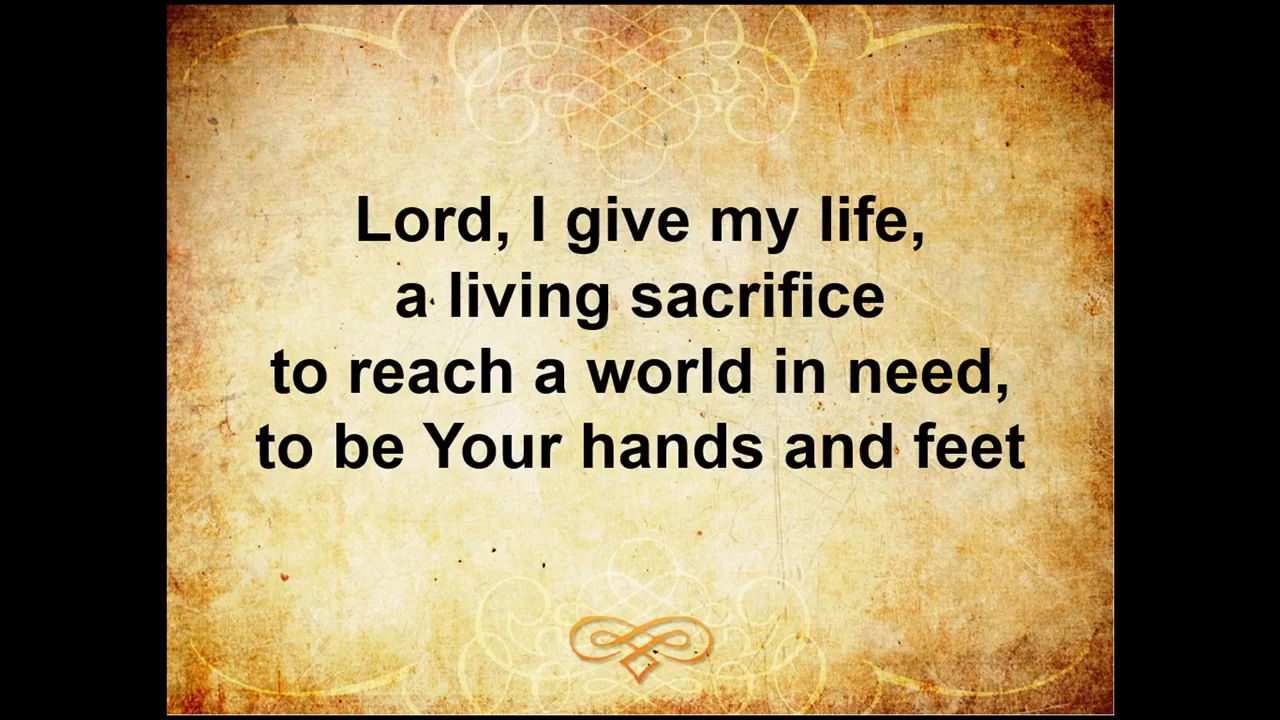 Lord, I give my life,
a living sacrifice
to reach a world in need,
to be Your hands and feet